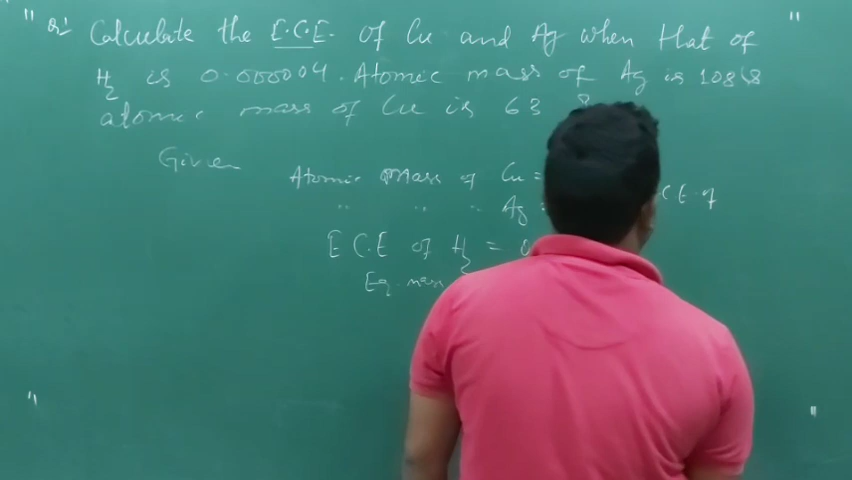 Q: Calculate the E.C.E. of Cu and Ag when that of
H2 is 0.000004. Atomic mass of Ag is 108 &
atomic mass of Cu is 63
Given
Atomic Mass of Cu =
" " " Ag :
C E of
E C.E of H2 = 0
Eq. mass